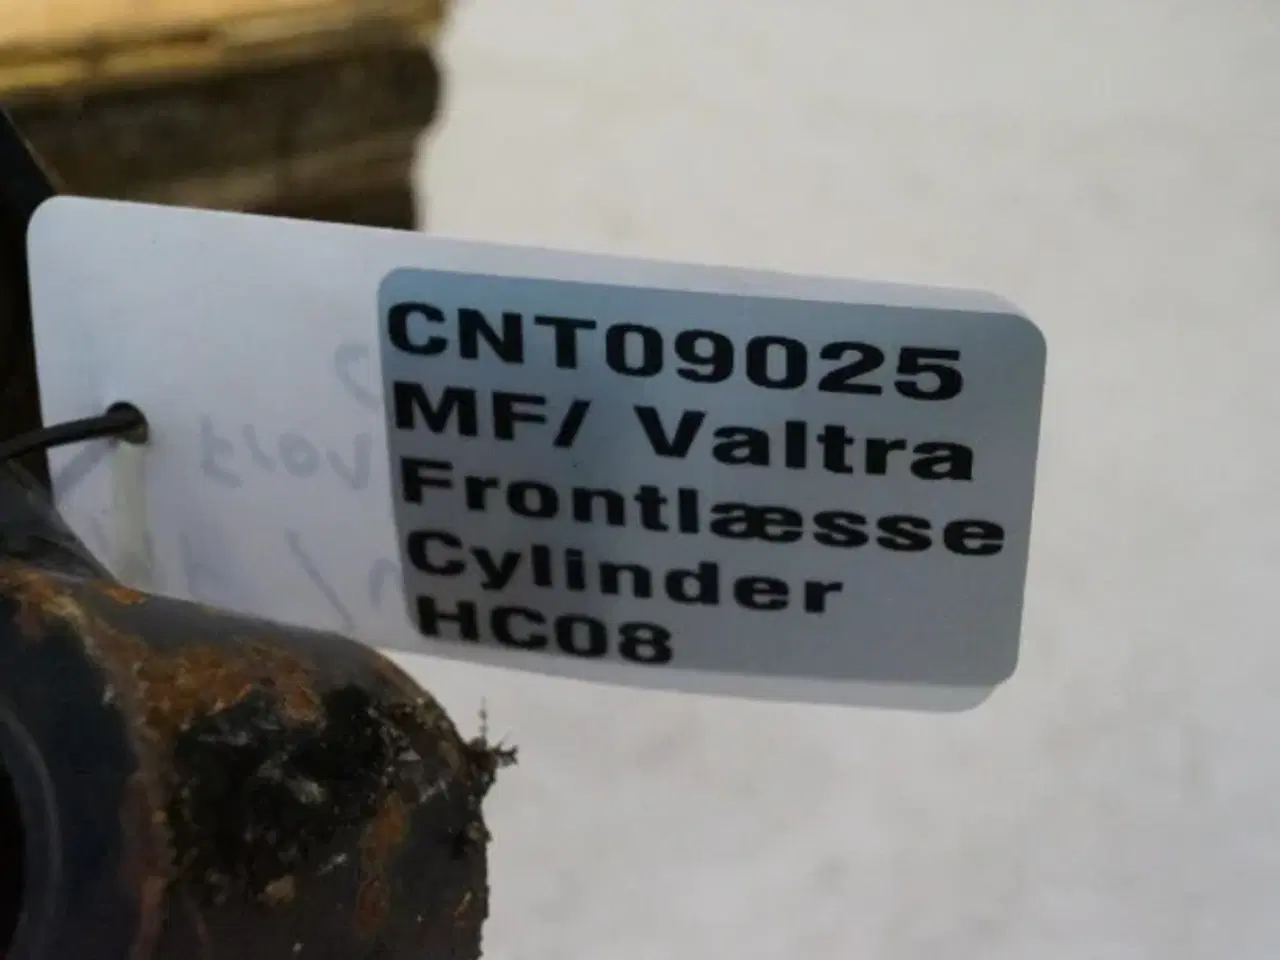 CNT09025
MF/ Valtra
Frontlæsse
Cylinder
HC08